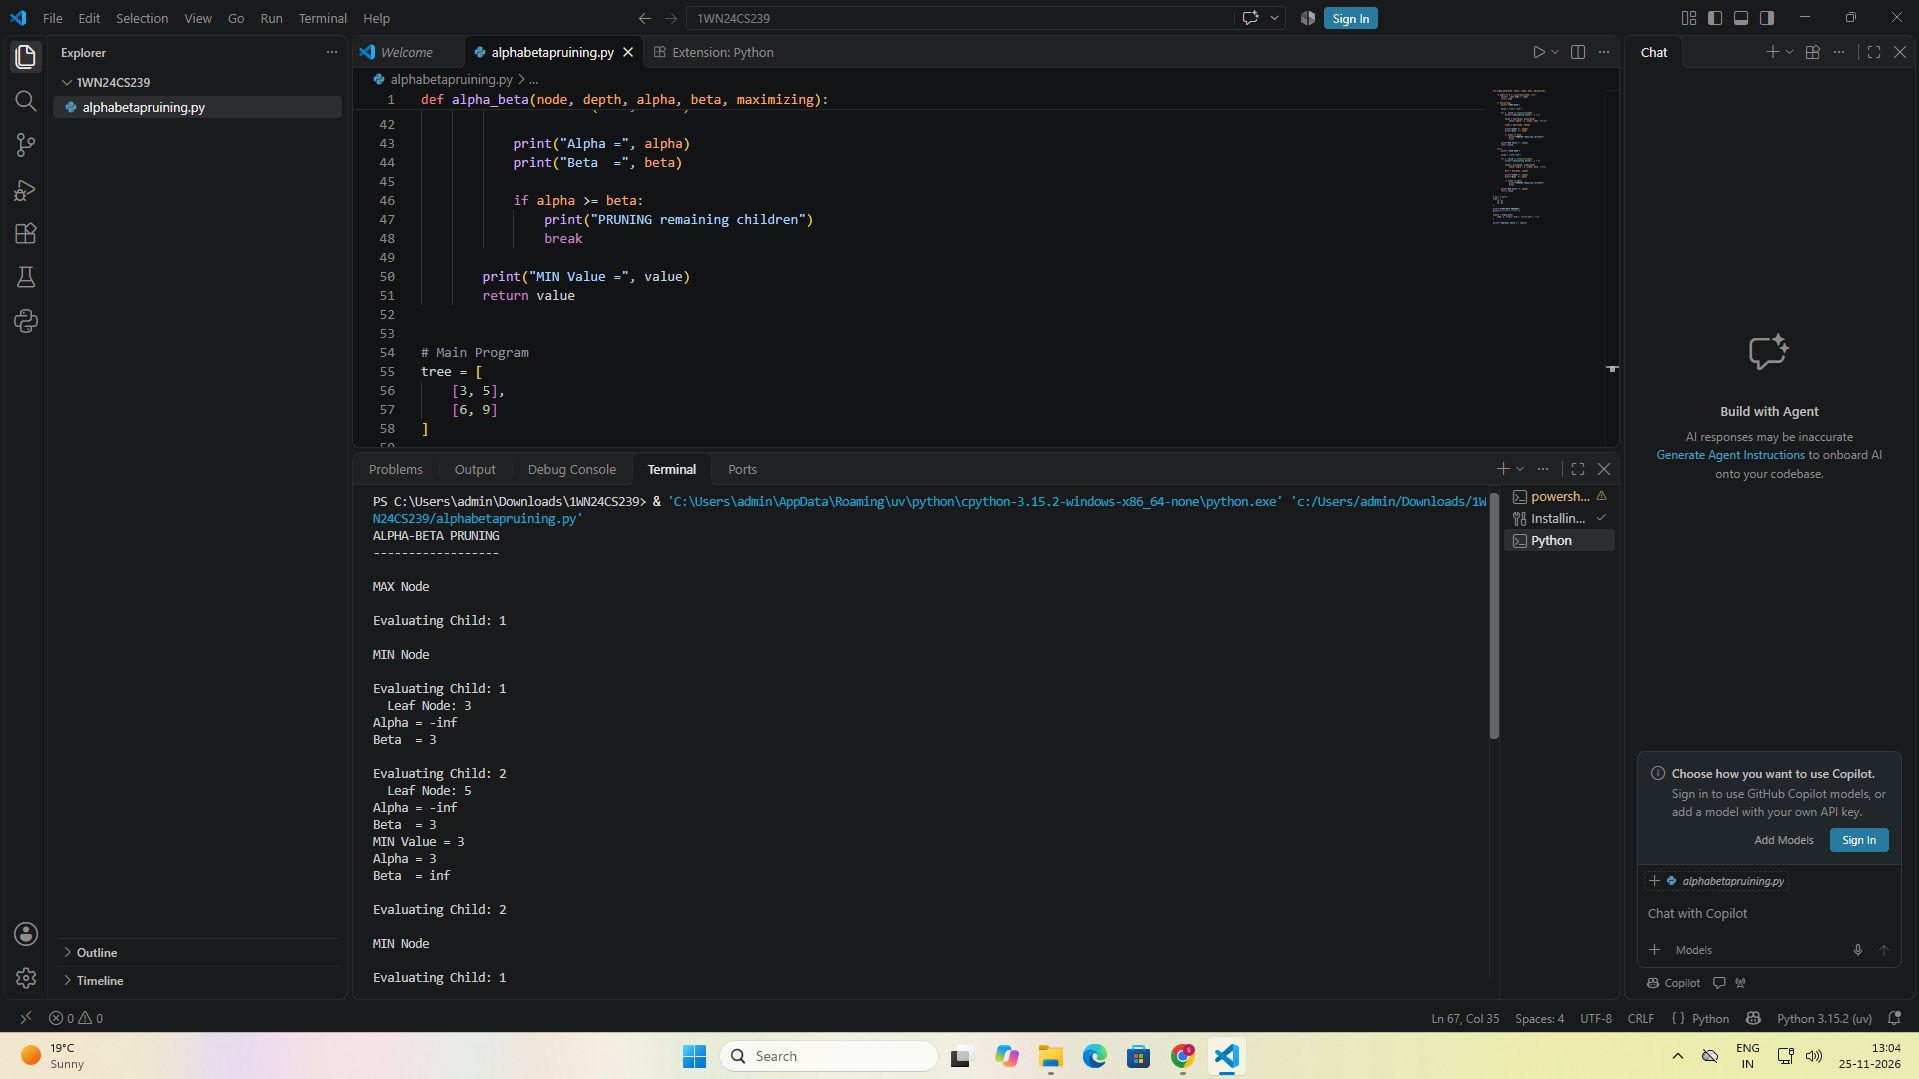 File Edit Selection View Go Run Terminal Help
1WN24CS239
Sign In
Explorer
1WN24CS239
alphabetapruining.py
Outline
Timeline
Welcome
alphabetapruining.py
Extension: Python
alphabetapruining.py > ...
1 def alpha_beta(node, depth, alpha, beta, maximizing):
42
43 print("Alpha =", alpha)
44 print("Beta  =", beta)
45
46 if alpha >= beta:
47 print("PRUNING remaining children")
48 break
49
50 print("MIN Value =", value)
51 return value
52
53
54 # Main Program
55 tree = [
56 [3, 5],
57 [6, 9]
58 ]
Problems Output Debug Console Terminal Ports
PS C:\Users\admin\Downloads\1WN24CS239> & 'C:\Users\admin\AppData\Roaming\uv\python\cpython-3.15.2-windows-x86_64-none\python.exe' 'c:/Users/admin/Downloads/1W
N24CS239/alphabetapruining.py'
ALPHA-BETA PRUNING
------------------
MAX Node
Evaluating Child: 1
MIN Node
Evaluating Child: 1
Leaf Node: 3
Alpha = -inf
Beta  = 3
Evaluating Child: 2
Leaf Node: 5
Alpha = -inf
Beta  = 3
MIN Value = 3
Alpha = 3
Beta  = inf
Evaluating Child: 2
MIN Node
Evaluating Child: 1
powersh...
Installin...
Python
Chat
Build with Agent
AI responses may be inaccurate
Generate Agent Instructions to onboard AI
onto your codebase.
Choose how you want to use Copilot.
Sign in to use GitHub Copilot models, or
add a model with your own API key.
Add Models Sign In
alphabetapruining.py
Chat with Copilot
Models
Copilot
0 0
Ln 67, Col 35 Spaces: 4 UTF-8 CRLF { } Python Python 3.15.2 (uv)
19°C
Sunny
Search
ENG
IN
13:04
25-11-2026